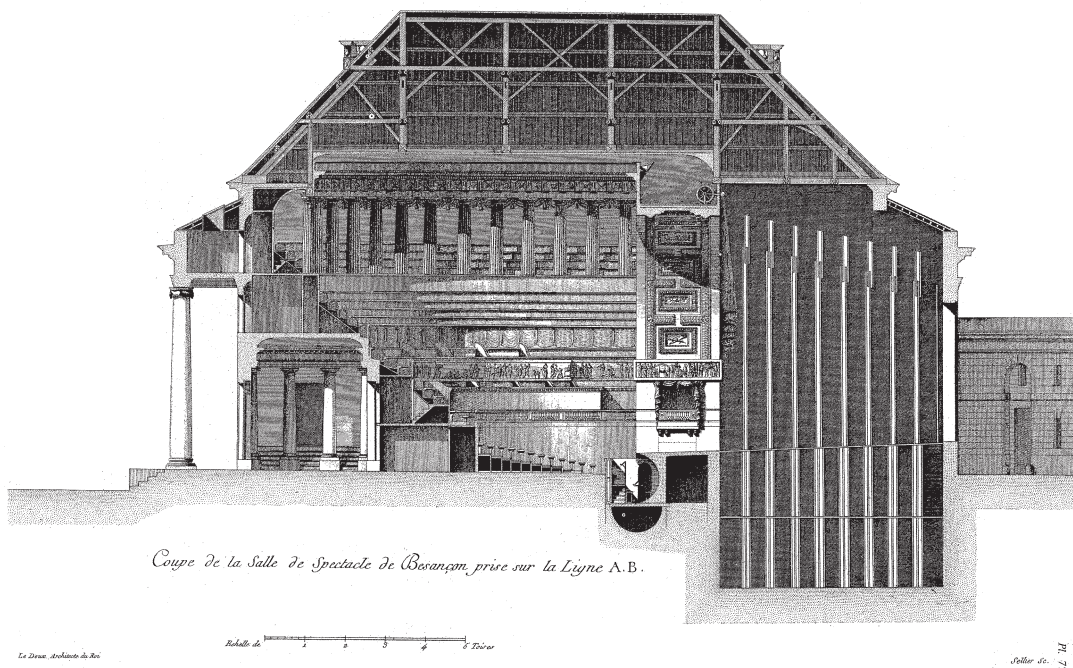 Coupe de la Salle de Spectacle de Besançon prise sur la Ligne A.B.
Echelle de 1 2 3 4 6 Toises
Le Doux, Architecte du Roi
Sellier Sc.
Pl. 7